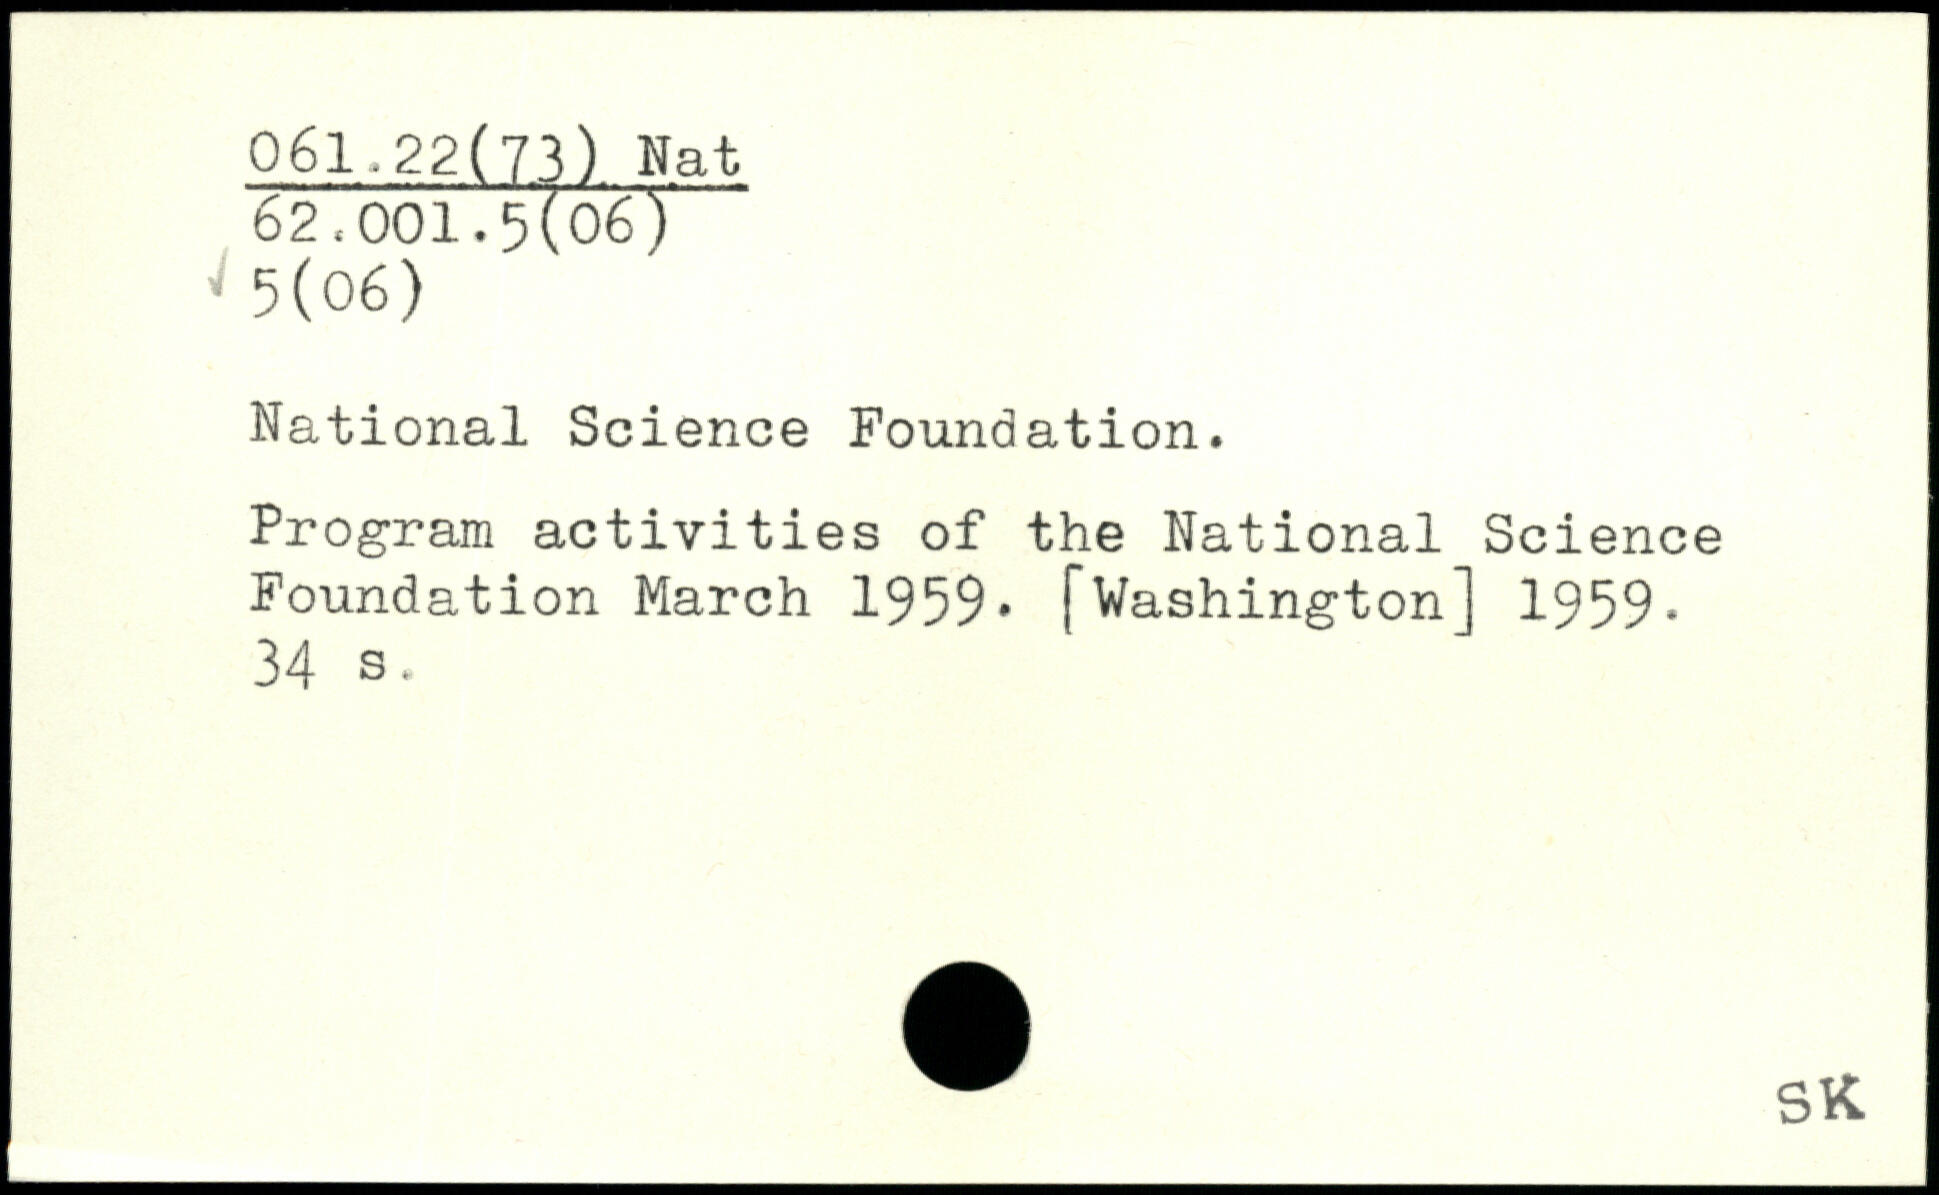 061.22(73) Nat
62.001.5(06)
✓ 5(06)
National Science Foundation.
Program activities of the National Science
Foundation March 1959. [Washington] 1959.
34 s.
SK